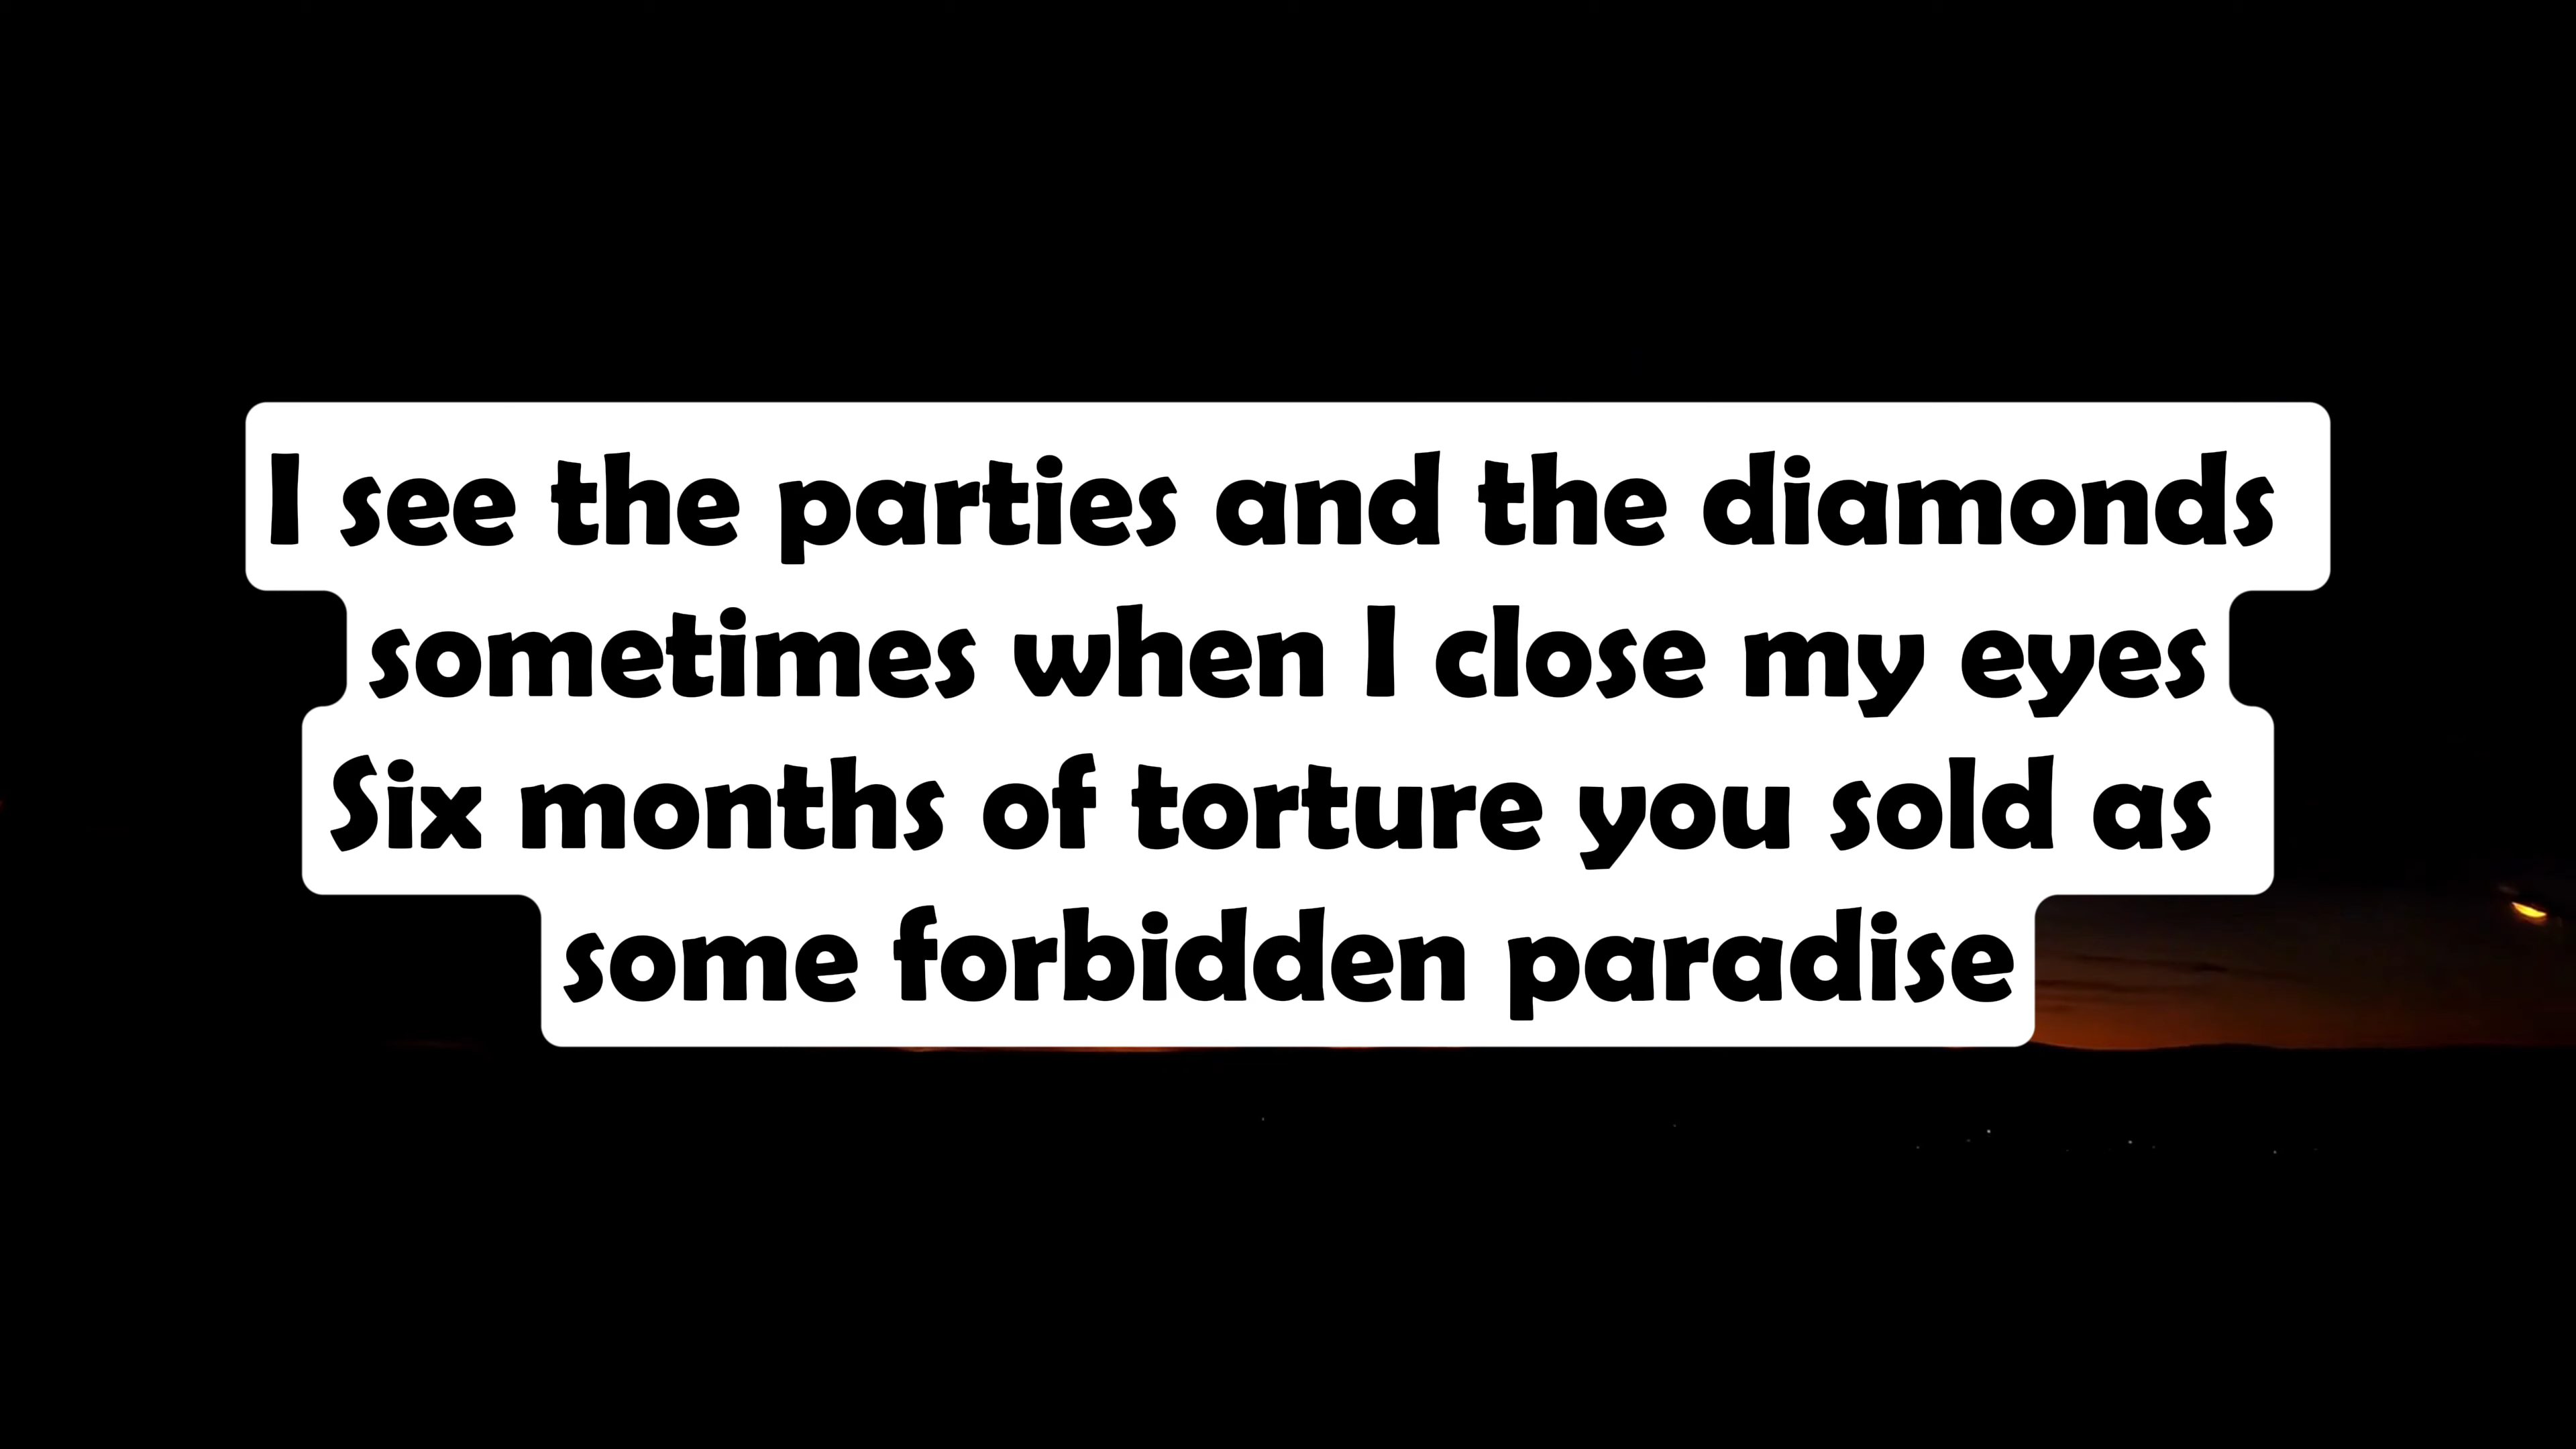 I see the parties and the diamonds
sometimes when I close my eyes
Six months of torture you sold as
some forbidden paradise